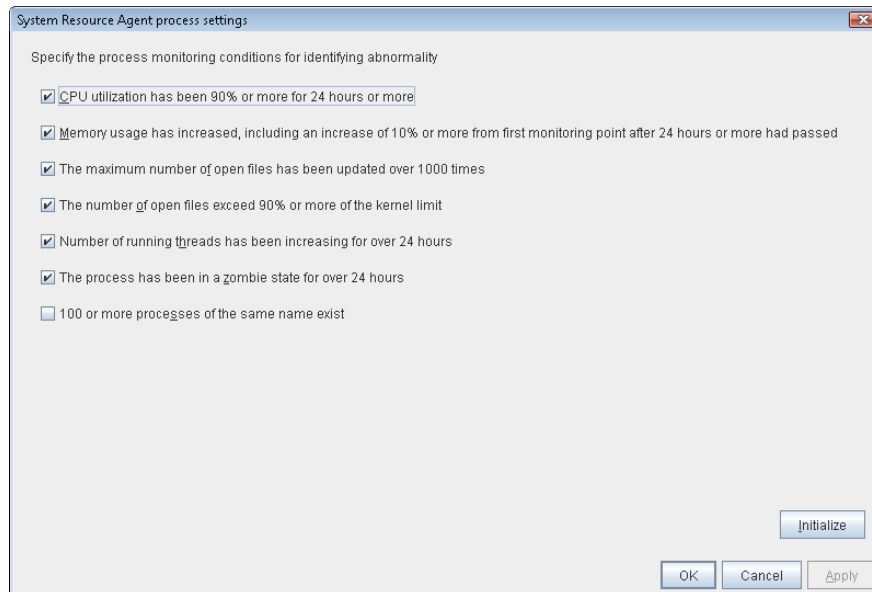 System Resource Agent process settings
Specify the process monitoring conditions for identifying abnormality
CPU utilization has been 90% or more for 24 hours or more
Memory usage has increased, including an increase of 10% or more from first monitoring point after 24 hours or more had passed
The maximum number of open files has been updated over 1000 times
The number of open files exceed 90% or more of the kernel limit
Number of running threads has been increasing for over 24 hours
The process has been in a zombie state for over 24 hours
100 or more processes of the same name exist
Initialize
OK Cancel Apply